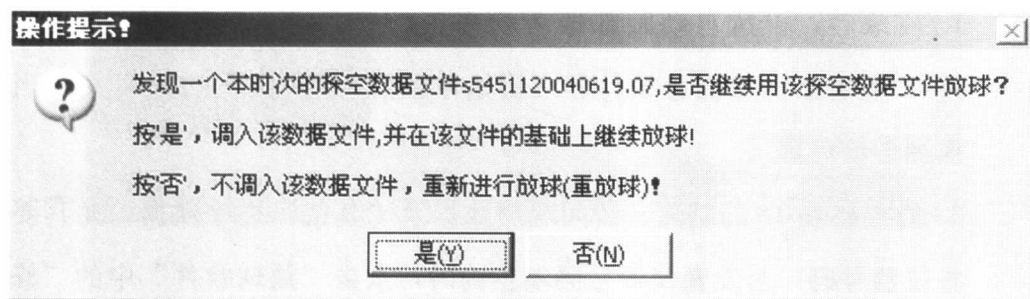 操作提示!
发现一个本时次的探空数据文件s5451120040619.07,是否继续用该探空数据文件放球?
按'是',调入该数据文件,并在该文件的基础上继续放球!
按'否',不调入该数据文件,重新进行放球(重放球)!
是(Y) 否(N)